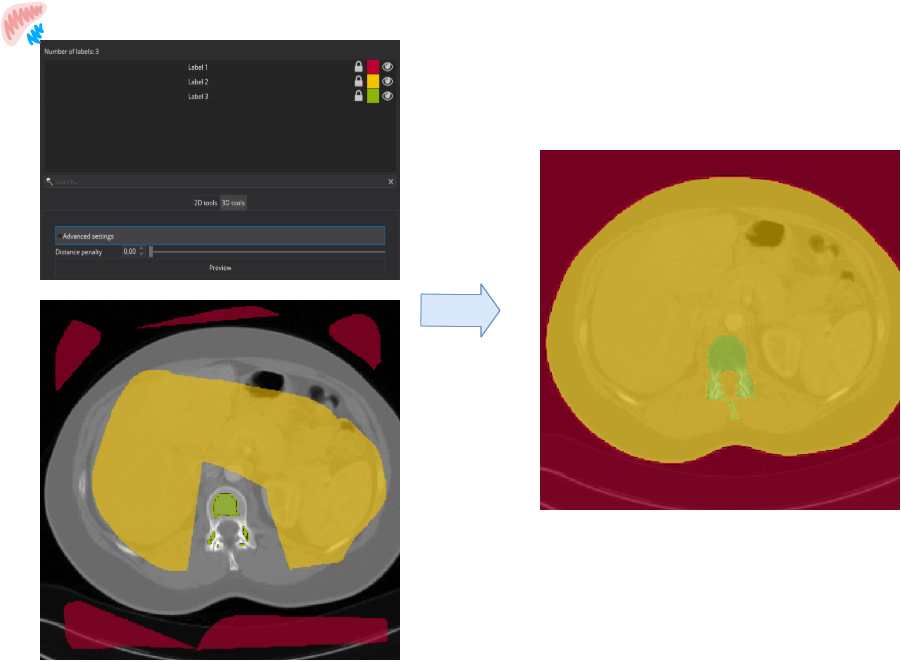 Number of labels: 3
Label 1
Label 2
Label 3
Search...
x
2D tools 3D tools
Advanced settings
Distance penalty 0,00
Preview